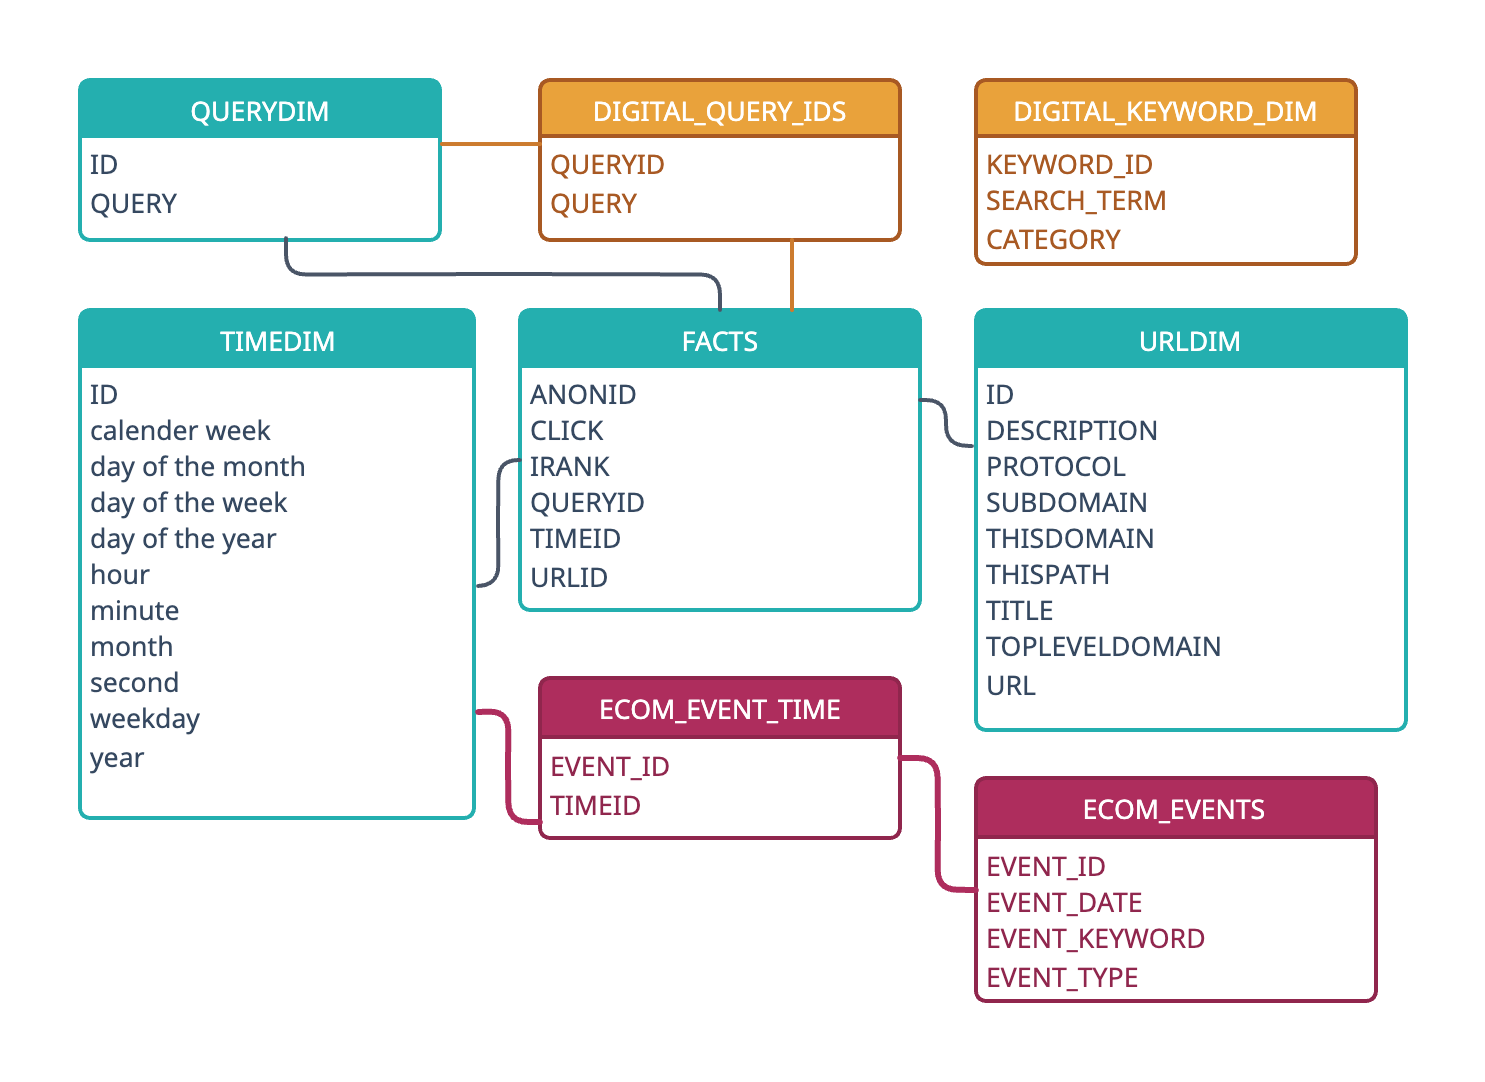 QUERYDIM
ID
QUERY
DIGITAL_QUERY_IDS
QUERYID
QUERY
DIGITAL_KEYWORD_DIM
KEYWORD_ID
SEARCH_TERM
CATEGORY
TIMEDIM
ID
calender week
day of the month
day of the week
day of the year
hour
minute
month
second
weekday
year
FACTS
ANONID
CLICK
IRANK
QUERYID
TIMEID
URLID
URLDIM
ID
DESCRIPTION
PROTOCOL
SUBDOMAIN
THISDOMAIN
THISPATH
TITLE
TOPLEVELDOMAIN
URL
ECOM_EVENT_TIME
EVENT_ID
TIMEID
ECOM_EVENTS
EVENT_ID
EVENT_DATE
EVENT_KEYWORD
EVENT_TYPE